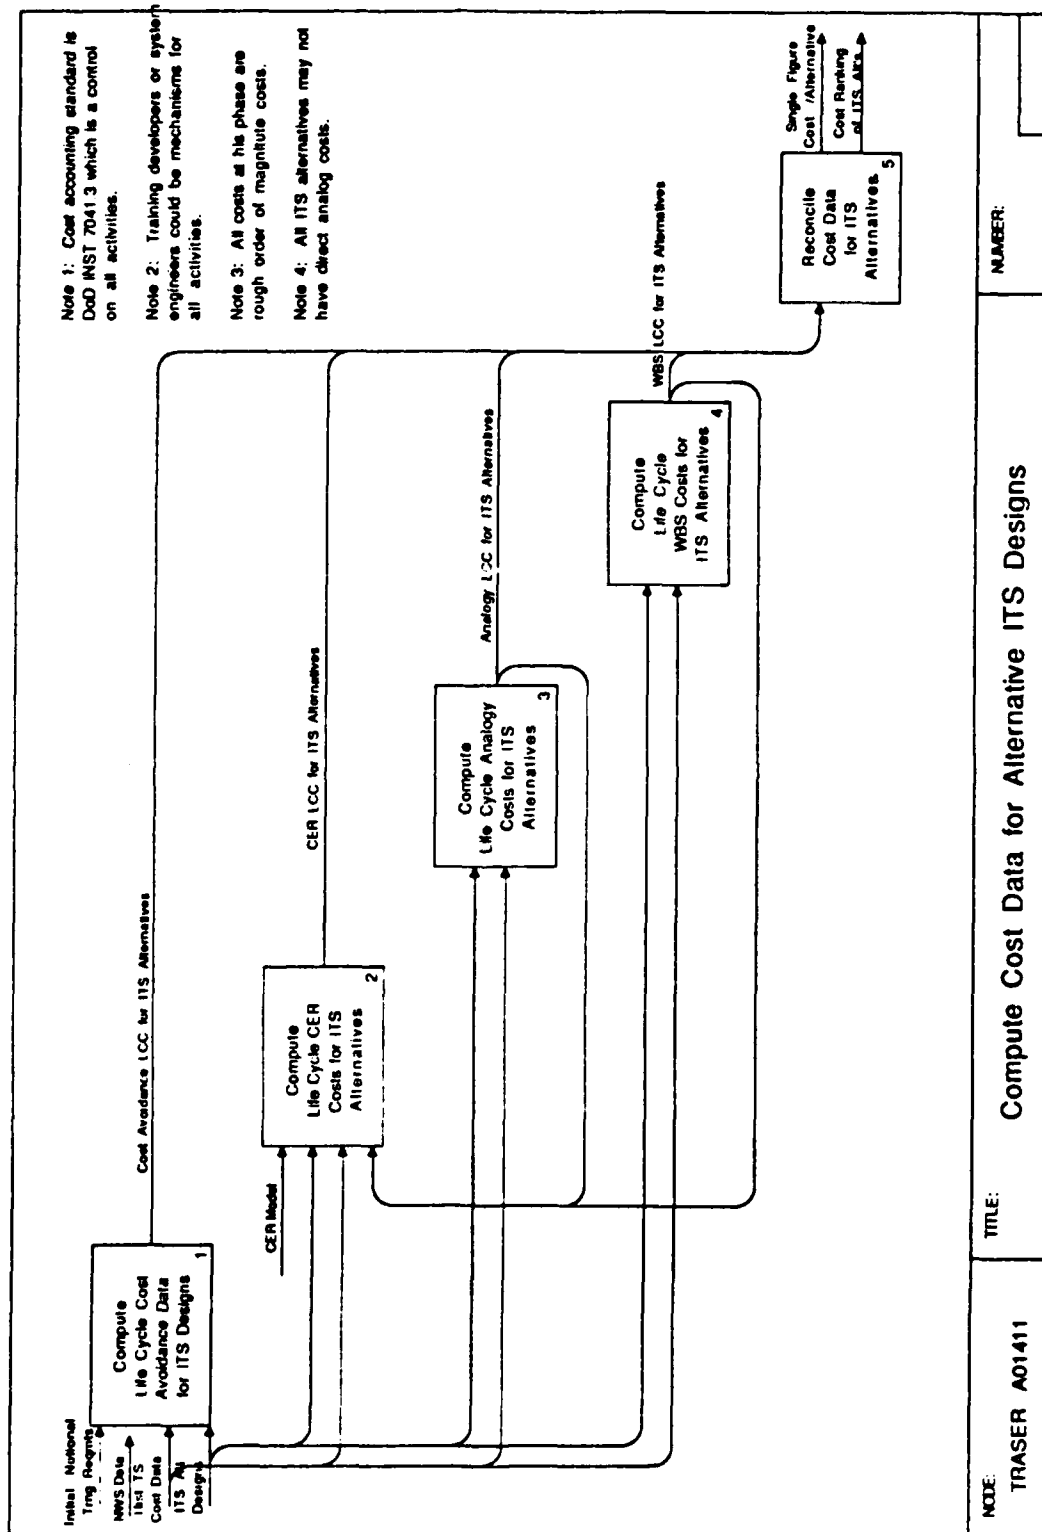 Note 1: Cost accounting standard is
DoD INST 7041.3 which is a control
on all activities.
Note 2: Training developers or system
engineers could be mechanisms for
all activities.
Note 3: All costs at his phase are
rough order of magnitute costs.
Note 4: All ITS alternatives may not
have direct analog costs.
Initial Notional
Trng Reqmts
MWS Data
TS
Cost Data
ITS Alt
Designs
Compute
Life Cycle Cost
Avoidance Data
for ITS Designs
1
Cost Avoidance LCC for ITS Alternatives
CER Model
Compute
Life Cycle CER
Costs for ITS
Alternatives
2
CER LCC for ITS Alternatives
Compute
Life Cycle Analogy
Costs for ITS
Alternatives
3
Analogy LCC for ITS Alternatives
Compute
Life Cycle
WBS Costs for
ITS Alternatives
4
WBS LCC for ITS Alternatives
Reconcile
Cost Data
for ITS
Alternatives
5
Single Figure
Cost /Alternative
Cost Ranking
of ITS Alt's
NODE:
TRASER A01411
TITLE:
Compute Cost Data for Alternative ITS Designs
NUMBER: